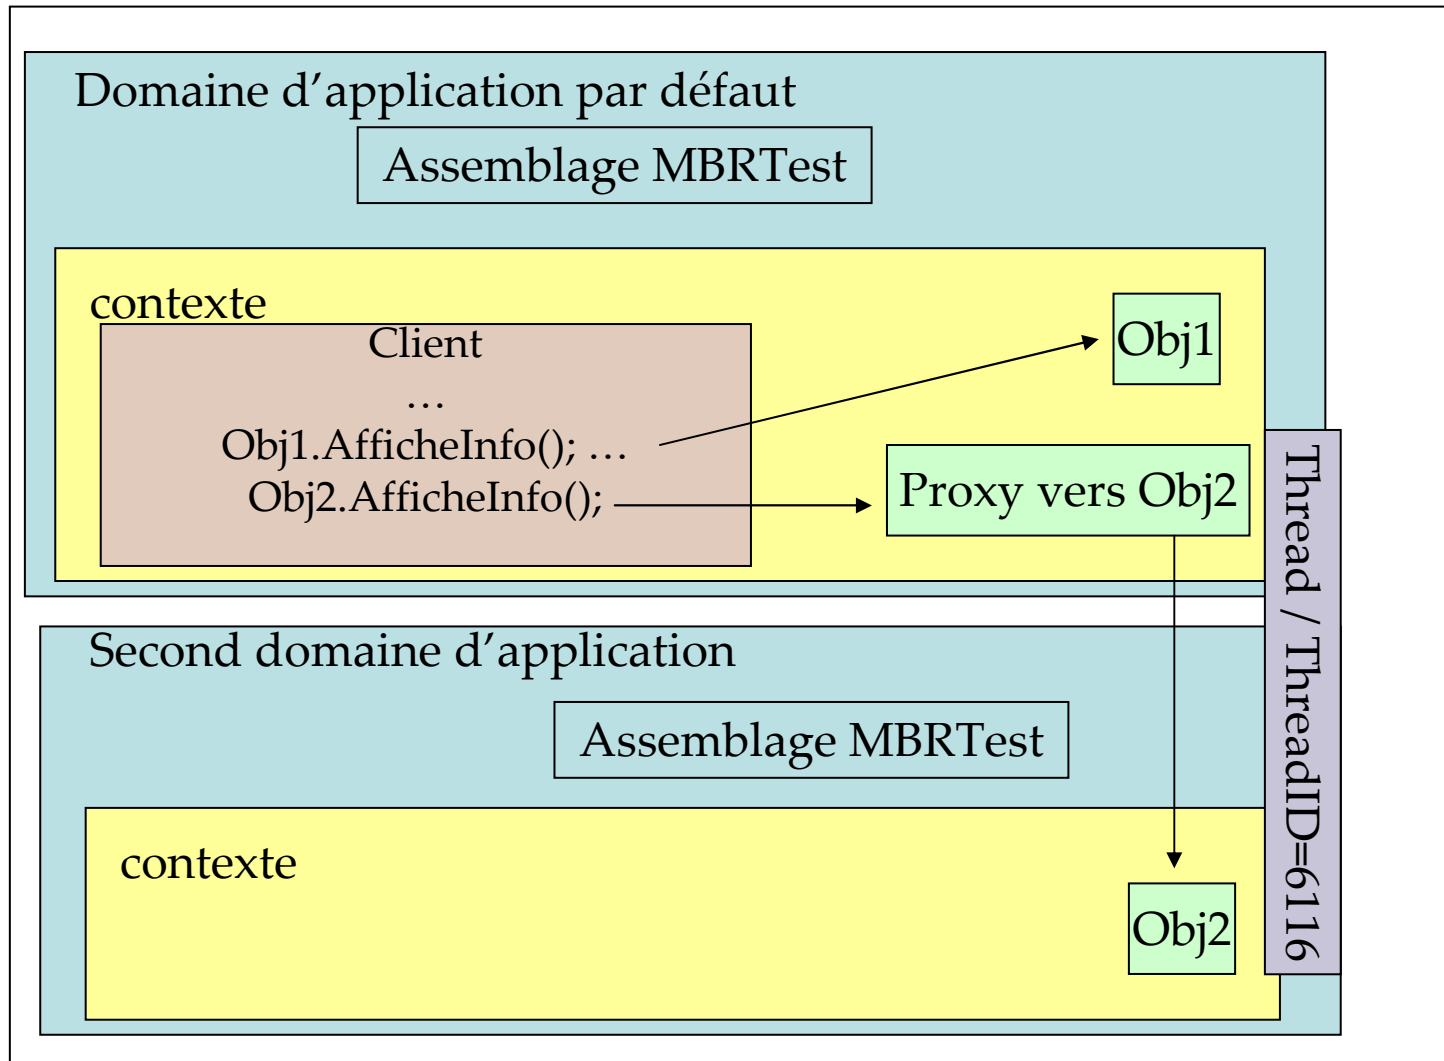 Domaine d’application par défaut
Assemblage MBRTest
contexte
Client
…
Obj1.AfficheInfo(); …
Obj2.AfficheInfo();
Obj1
Proxy vers Obj2
Thread / ThreadID=6116
Second domaine d’application
Assemblage MBRTest
contexte
Obj2